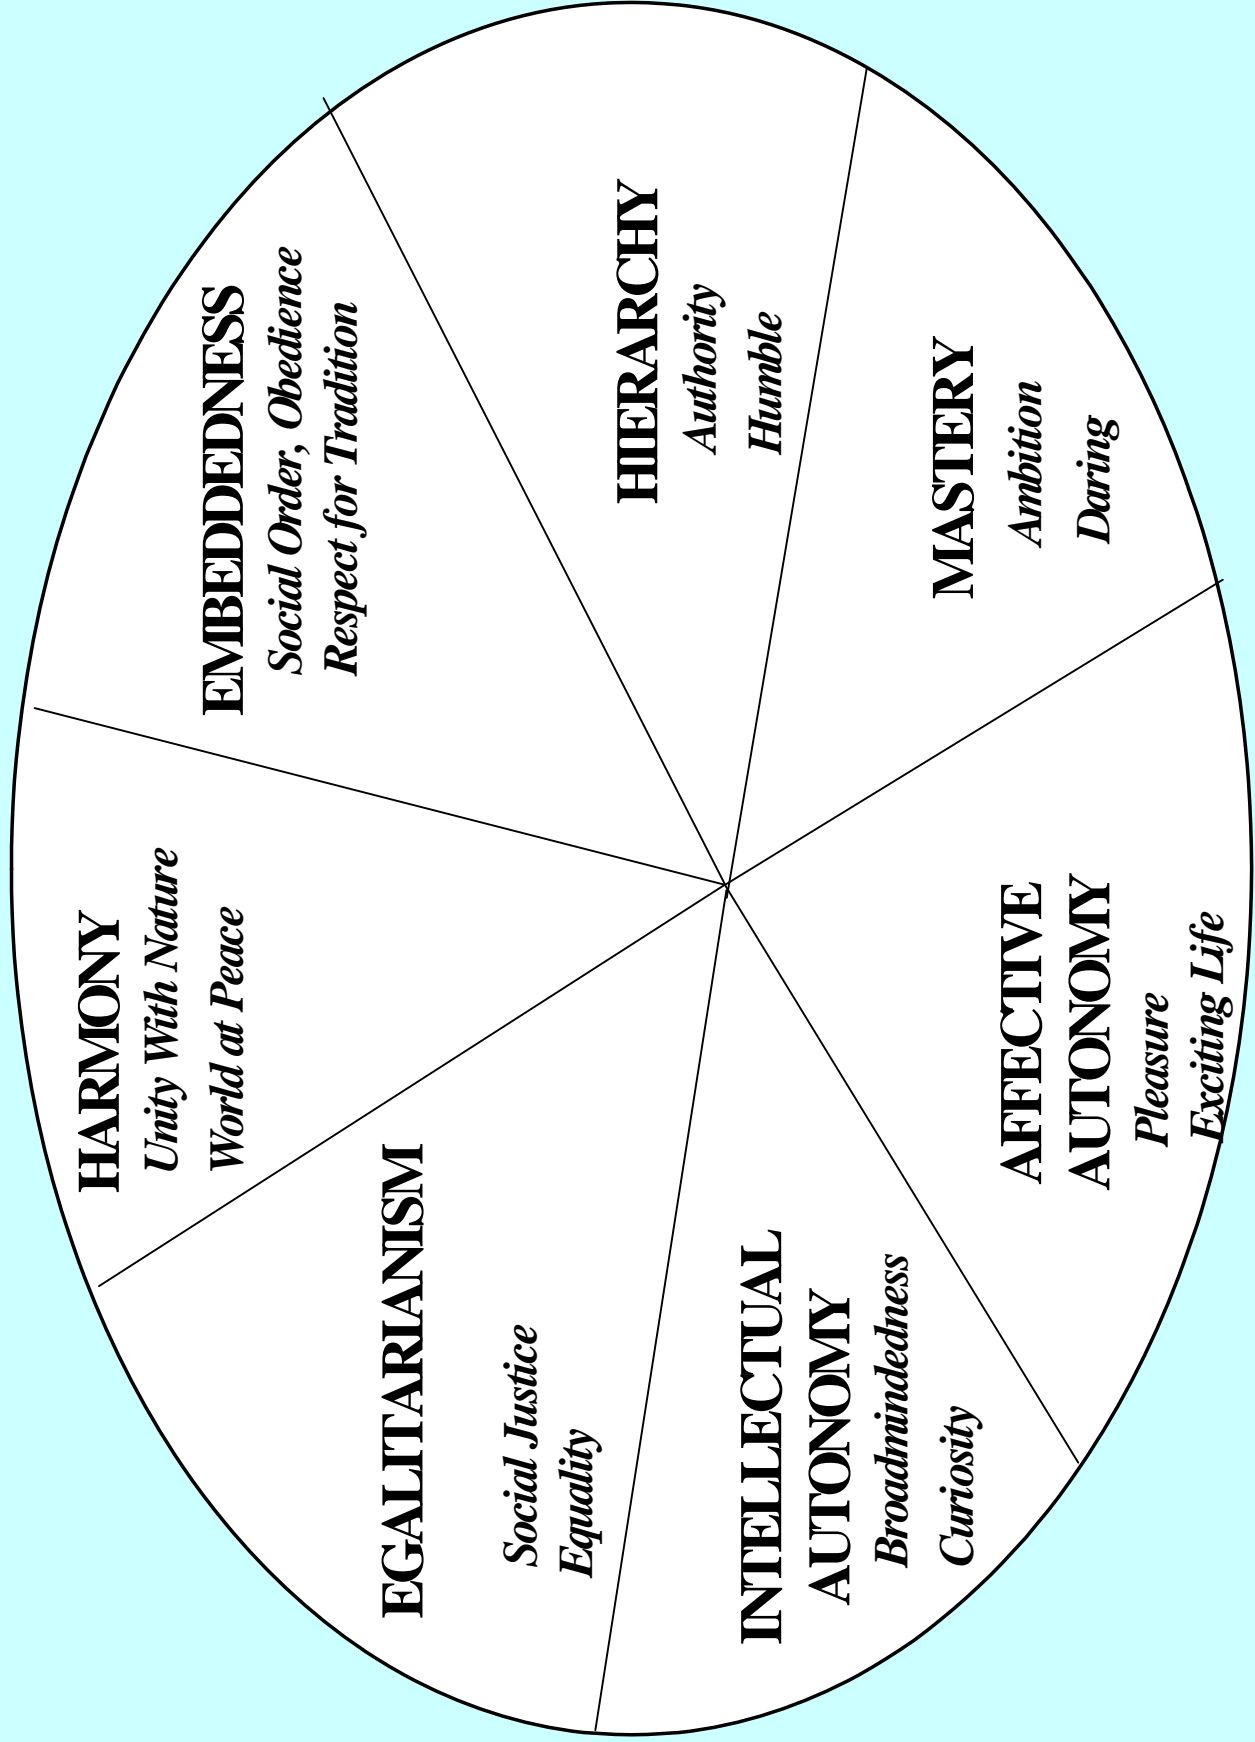 HARMONY
Unity With Nature
World at Peace
EMBEDDEDNESS
Social Order, Obedience
Respect for Tradition
HIERARCHY
Authority
Humble
MASTERY
Ambition
Daring
AFFECTIVE
AUTONOMY
Pleasure
Exciting Life
INTELLECTUAL
AUTONOMY
Broadmindedness
Curiosity
EGALITARIANISM
Social Justice
Equality